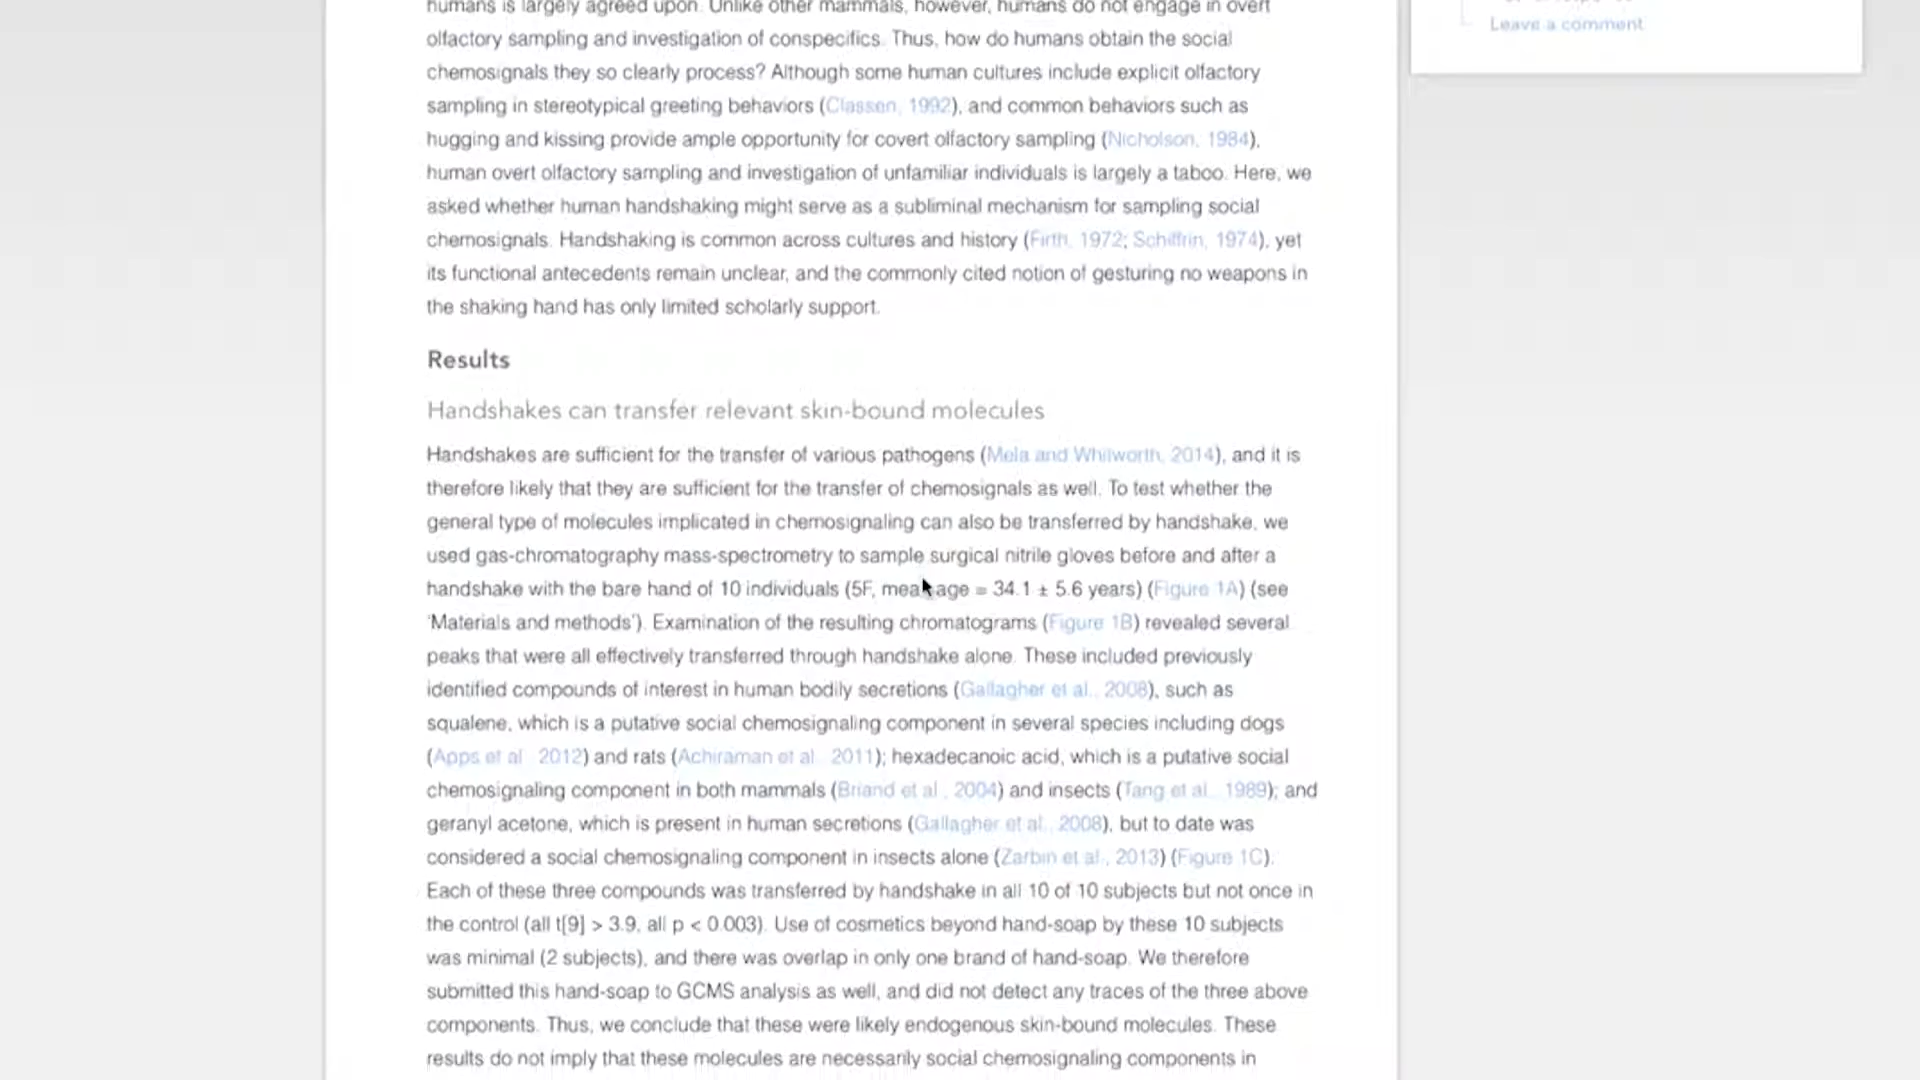 humans is largely agreed upon. Unlike other mammals, however, humans do not engage in overt
olfactory sampling and investigation of conspecifics. Thus, how do humans obtain the social
chemosignals they so clearly process? Although some human cultures include explicit olfactory
sampling in stereotypical greeting behaviors (Classen, 1992), and common behaviors such as
hugging and kissing provide ample opportunity for covert olfactory sampling (Nicholson, 1984),
human overt olfactory sampling and investigation of unfamiliar individuals is largely a taboo. Here, we
asked whether human handshaking might serve as a subliminal mechanism for sampling social
chemosignals. Handshaking is common across cultures and history (Firth, 1972; Schiffrin, 1974), yet
its functional antecedents remain unclear, and the commonly cited notion of gesturing no weapons in
the shaking hand has only limited scholarly support.
Results
Handshakes can transfer relevant skin-bound molecules
Handshakes are sufficient for the transfer of various pathogens (Mela and Whitworth, 2014), and it is
therefore likely that they are sufficient for the transfer of chemosignals as well. To test whether the
general type of molecules implicated in chemosignaling can also be transferred by handshake, we
used gas-chromatography mass-spectrometry to sample surgical nitrile gloves before and after a
handshake with the bare hand of 10 individuals (5F, mean age = 34.1 ± 5.6 years) (Figure 1A) (see
'Materials and methods'). Examination of the resulting chromatograms (Figure 1B) revealed several
peaks that were all effectively transferred through handshake alone. These included previously
identified compounds of interest in human bodily secretions (Gallagher et al., 2008), such as
squalene, which is a putative social chemosignaling component in several species including dogs
(Apps et al., 2012) and rats (Achiraman et al., 2011); hexadecanoic acid, which is a putative social
chemosignaling component in both mammals (Briand et al., 2004) and insects (Tang et al., 1989); and
geranyl acetone, which is present in human secretions (Gallagher et al., 2008), but to date was
considered a social chemosignaling component in insects alone (Zarbin et al., 2013) (Figure 1C).
Each of these three compounds was transferred by handshake in all 10 of 10 subjects but not once in
the control (all t[9] > 3.9, all p < 0.003). Use of cosmetics beyond hand-soap by these 10 subjects
was minimal (2 subjects), and there was overlap in only one brand of hand-soap. We therefore
submitted this hand-soap to GCMS analysis as well, and did not detect any traces of the three above
components. Thus, we conclude that these were likely endogenous skin-bound molecules. These
results do not imply that these molecules are necessarily social chemosignaling components in
Leave a comment